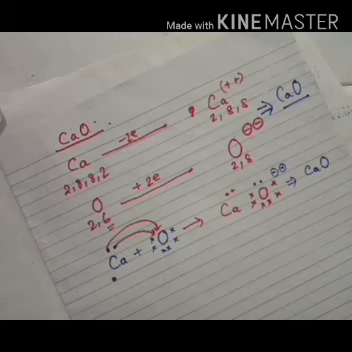 Made with KINEMASTER
CaO:
Ca -2e Ca (++) ⇒ CaO
2,8,8,2 2,8,8
O +2e O ⊖⊖
2,6 2,8
Ca + O → Ca O ⊖⊖ ⇒ CaO